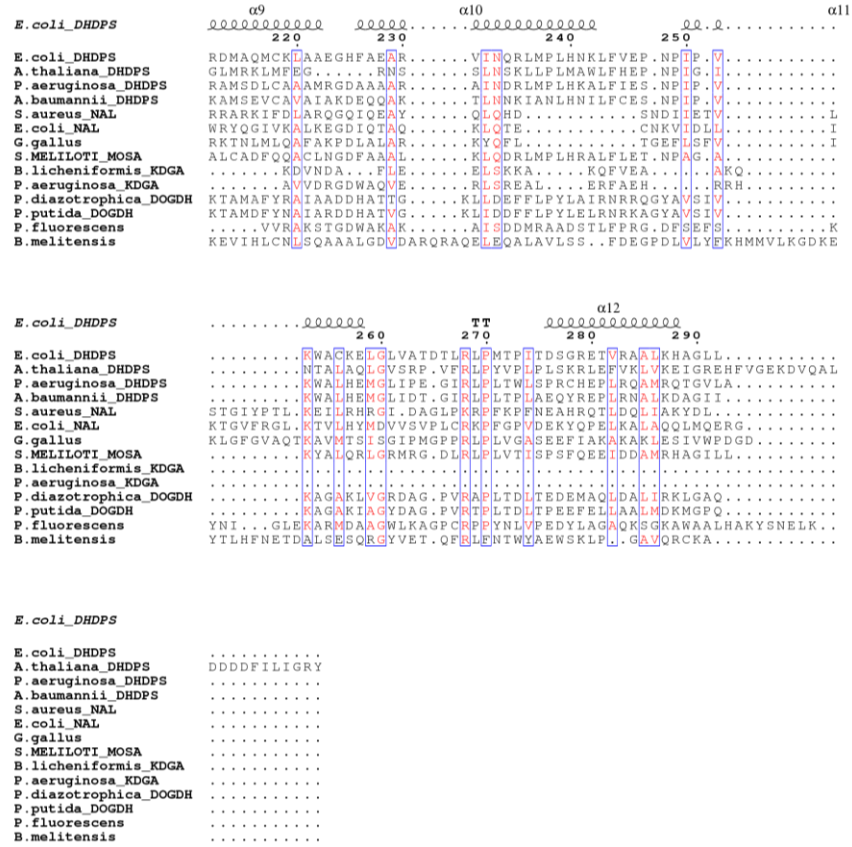 α9 α10 α11
E.coli_DHDPS
220 230 240 250
E.coli_DHDPS RDMAQMCKLAAEGHFAEAR......VINQRLMPLHNKLFVEP.NPIP.V...........
A.thaliana_DHDPS GLMRKLMFEG......RNS......SLNSKLLPLMAWLFHEP.NPIG.I...........
P.aeruginosa_DHDPS RAMSDLCAAAMRGDAAAAR......AINDRLMPLHKALFIES.NPIP.V...........
A.baumannii_DHDPS KAMSEVCAVAIAKDEQQAK......TLNNKIANLHNILFCES.NPIP.V...........
S.aureus_NAL RRARKIFDLARQGQIQEAY......KLQHD...........SNDIIETV..........L
E.coli_NAL WRYQGIVKALKEGDIQTAQ......KLQTE...........CNKVIDLL..........I
G.gallus RKTNLMLQAFAKPDLALAR......KYQFL...........TGEFLSFV..........I
S.MELILOTI_MOSA ALCADFQQACLNGDFAAAL......KLQDRLMPLHRALFLET.NPAG.A...........
B.licheniformis_KDGA .......KDVNDA...FLE......ELSKKA....KQFVEA......AKQ..........
P.aeruginosa_KDGA .......AVVDRGDWAQVE......RLSREAL....ERFAEH......RRH.........
P.diazotrophica_DOGDH KTAMAFYRAIAADDHATTG.....KLLDEFFLPYLAIRNRRQGYAVSIV...........
P.putida_DOGDH KTAMDFYNAIARDDHATVG.....KLIDDFFLPYLELRNRKAGYAVSIV...........
P.fluorescens .....VVRAKSTGDWAKAK.....AISDDMRAADSTLFPRG.DFSEFS..........K
B.melitensis KEVIHLCNLSQAAALGDVDARQRAQELEQALAVLSS..FDEGPDLVLYFKHMMVLKGDKE
α12
E.coli_DHDPS TT
260 270 280 290
E.coli_DHDPS .........KWACKELGLVATDTLRLPMTPITDSGRETVRAALKHAGLL...........
A.thaliana_DHDPS .........NTALAQLGVSRP.VFRLPYVPLPLSKRLEFVKLVKEIGREHFVGEKDVQAL
P.aeruginosa_DHDPS .........KWALHEMGLIPE.GIRLPLTWLSPRCHEPLRQAMRQTGVLA..........
A.baumannii_DHDPS .........KWALHEMGLIDT.GIRLPLTPLAEQYREPLRNALKDAGII...........
S.aureus_NAL STGIYPTL.KEILRHRGI.DAGLPKRPFKPFNEAHRQTLDQLIAKYDL............
E.coli_NAL KTGVFRGL.KTVLHYMDVVSVPLCRKPFGPVDEKYQPELKALAQQLMQERG.........
G.gallus KLGFGVAQTKAVMTSISGIPMGPPRLPLVGASEEFIAKAKAKLESIVWPDGD........
S.MELILOTI_MOSA .........KYALQRLGRMRG.DLRLPLVTISPSFQEEIDDAMRHAGILL..........
B.licheniformis_KDGA ............................................................
P.aeruginosa_KDGA ............................................................
P.diazotrophica_DOGDH .........KAGAKLVGRDAG.PVRAPLTDLTEDEMAQLDALIRKLGAQ...........
P.putida_DOGDH .........KAGAKIAGYDAG.PVRTPLTDLTPEEFELLAALMDKMGPQ...........
P.fluorescens YNI...GLEKARMDAAGWLKAGPCRPPYNLVPEDYLAGAQKSGKAWAALHAKYSNELK..
B.melitensis YTLHFNETDALSESQRGYVET.QFRLFNTWYAEWSKLP..GAVQRCKA............
E.coli_DHDPS
E.coli_DHDPS ...........
A.thaliana_DHDPS DDDDFILIGRY
P.aeruginosa_DHDPS ...........
A.baumannii_DHDPS ...........
S.aureus_NAL ...........
E.coli_NAL ...........
G.gallus ...........
S.MELILOTI_MOSA ...........
B.licheniformis_KDGA ...........
P.aeruginosa_KDGA ...........
P.diazotrophica_DOGDH ...........
P.putida_DOGDH ...........
P.fluorescens ...........
B.melitensis ...........